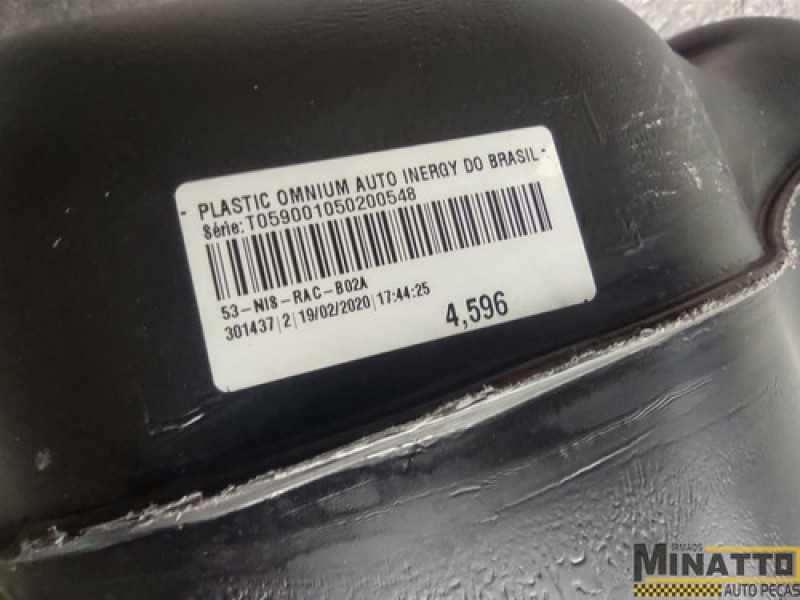 PLASTIC OMNIUM AUTO INERGY DO BRASIL
Série: T059001050200548
53-NIS-RAC-B02A
301437|2|19/02/2020|17:44:25
4,596
IRMÃOS
MINATTO
AUTO PEÇAS